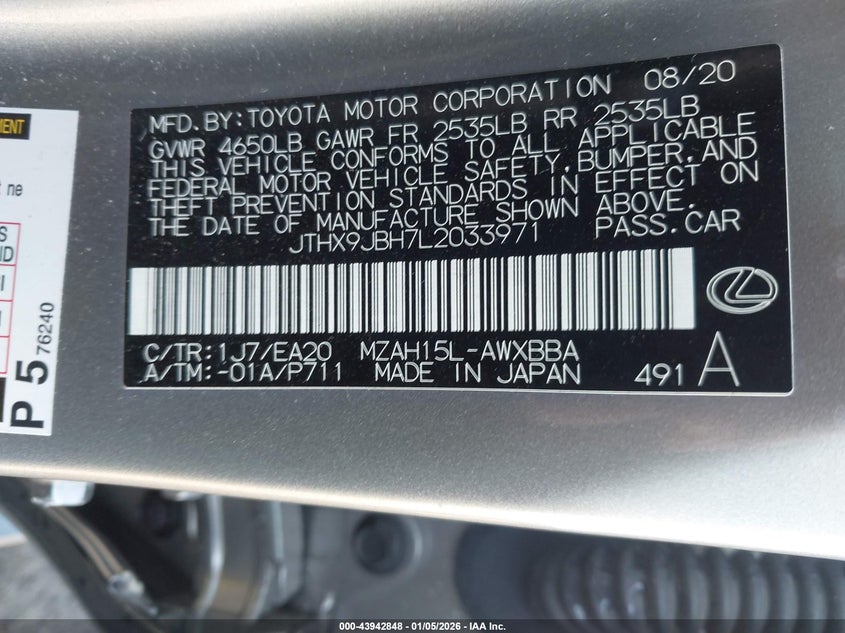 MFD.BY:TOYOTA MOTOR CORPORATION 08/20
GVWR 4650LB GAWR FR 2535LB RR 2535LB
THIS VEHICLE CONFORMS TO ALL APPLICABLE
FEDERAL MOTOR VEHICLE SAFETY,BUMPER,AND
THEFT PREVENTION STANDARDS IN EFFECT ON
THE DATE OF MANUFACTURE SHOWN ABOVE.
JTHX9JBH7L2033971 PASS.CAR
C/TR:1J7/EA20 MZAH15L-AWXBBA
A/TM:-01A/P711 MADE IN JAPAN 491 A
MENT
ne
S
ND
P 5 76240
000-43942848 - 01/05/2026 - IAA Inc.